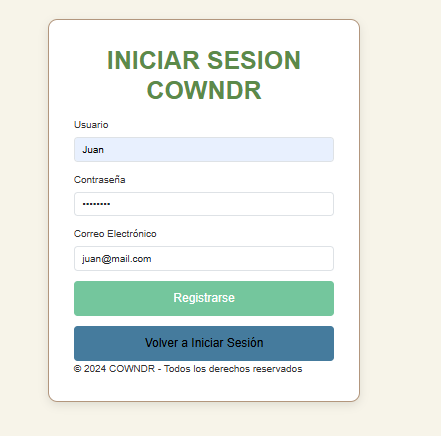 INICIAR SESION
COWNDR
Usuario
Juan
Contraseña
••••••••
Correo Electrónico
juan@mail.com
Registrarse
Volver a Iniciar Sesión
© 2024 COWNDR - Todos los derechos reservados